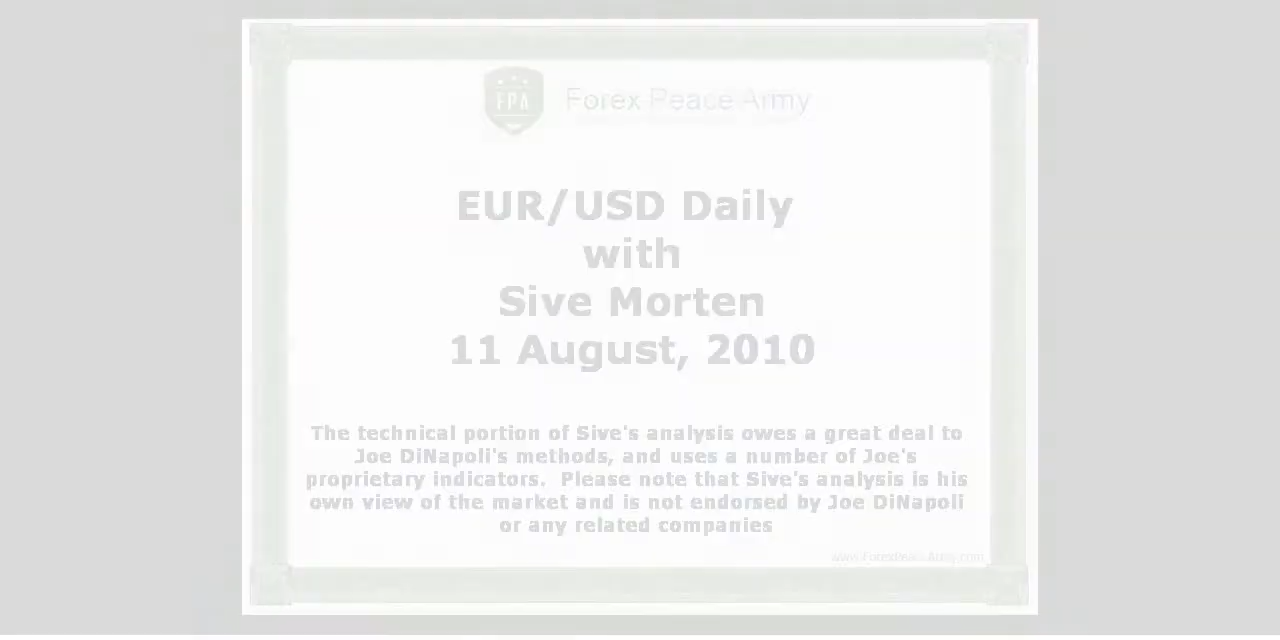 FPA
Forex Peace Army
EUR/USD Daily
with
Sive Morten
11 August, 2010
The technical portion of Sive's analysis owes a great deal to
Joe DiNapoli's methods, and uses a number of Joe's
proprietary indicators.  Please note that Sive's analysis is his
own view of the market and is not endorsed by Joe DiNapoli
or any related companies
www.ForexPeaceArmy.com